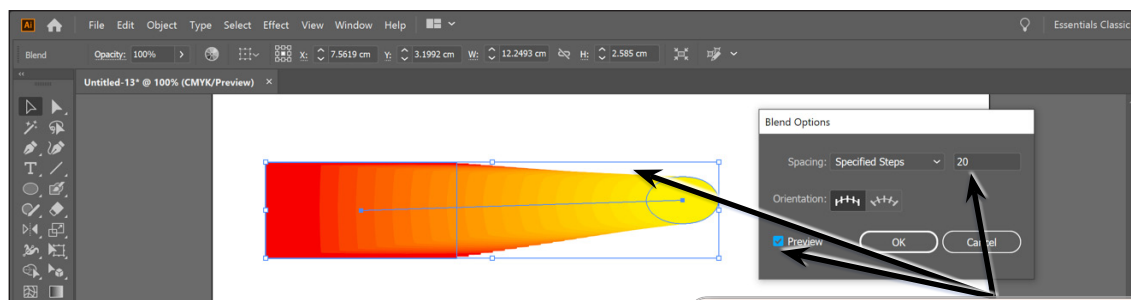 Ai File Edit Object Type Select Effect View Window Help Essentials Classic
Blend Opacity: 100% X: 7.5619 cm Y: 3.1992 cm W: 12.2493 cm H: 2.585 cm
Untitled-13* @ 100% (CMYK/Preview) ×
Blend Options
Spacing: Specified Steps 20
Orientation:
Preview OK Cancel